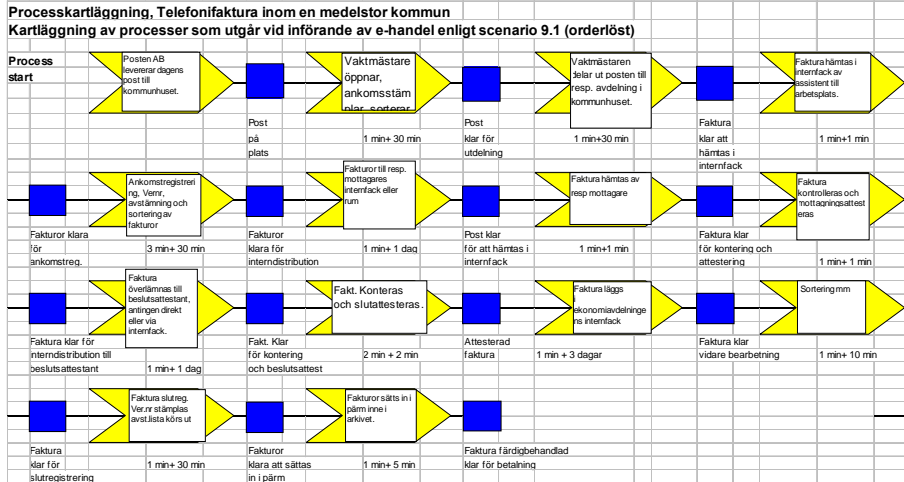 Processkartläggning, Telefonifaktura inom en medelstor kommun
Kartläggning av processer som utgår vid införande av e-handel enligt scenario 9.1 (orderlöst)
Process
start
Posten AB
levererar dagens
post till
kommunhuset.
Vaktmästare
öppnar,
ankomsstäm
plar, sorterar
Vaktmästaren
delar ut posten till
resp. avdelning i
kommunhuset.
Faktura hämtas i
internfack av
assistent till
arbetsplats.
Post
på
plats
1 min+ 30 min
Post
klar för
utdelning
1 min+30 min
Faktura
klar att
hämtas i
internfack
1 min+1 min
Ankomstregistreri
ng, Vernr,
avstämning och
sortering av
fakturor
Fakturor till resp.
mottagares
internfack eller
rum
Faktura hämtas av
resp mottagare
Faktura
kontrolleras och
mottagningsattest
eras
Fakturor klara
för
ankomstreg.
3 min+ 30 min
Fakturor
klara för
interndistribution
1 min+ 1 dag
Post klar
för att hämtas i
internfack
1 min+1 min
Faktura klar
för kontering och
attestering
1 min+ 1 min
Faktura
överlämnas till
beslutsattestant,
antingen direkt
eller via
internfack.
Fakt. Konteras
och slutattesteras.
Faktura läggs
i
ekonomiavdelninge
ns internfack
Sortering mm
Faktura klar för
interndistribution till
beslutsattestant
1 min+ 1 dag
Fakt. Klar
för kontering
och beslutsattest
2 min + 2 min
Attesterad
faktura
1 min + 3 dagar
Faktura klar
vidare bearbetning
1 min+ 10 min
Faktura slutreg.
Ver.nr stämplas
avst.lista körs ut
Fakturor sätts in i
pärm inne i
arkivet.
Faktura
klar för
slutregistrering
1 min+ 30 min
Fakturor
klara att sättas
in i pärm
1 min+ 5 min
Faktura färdigbehandlad
klar för betalning